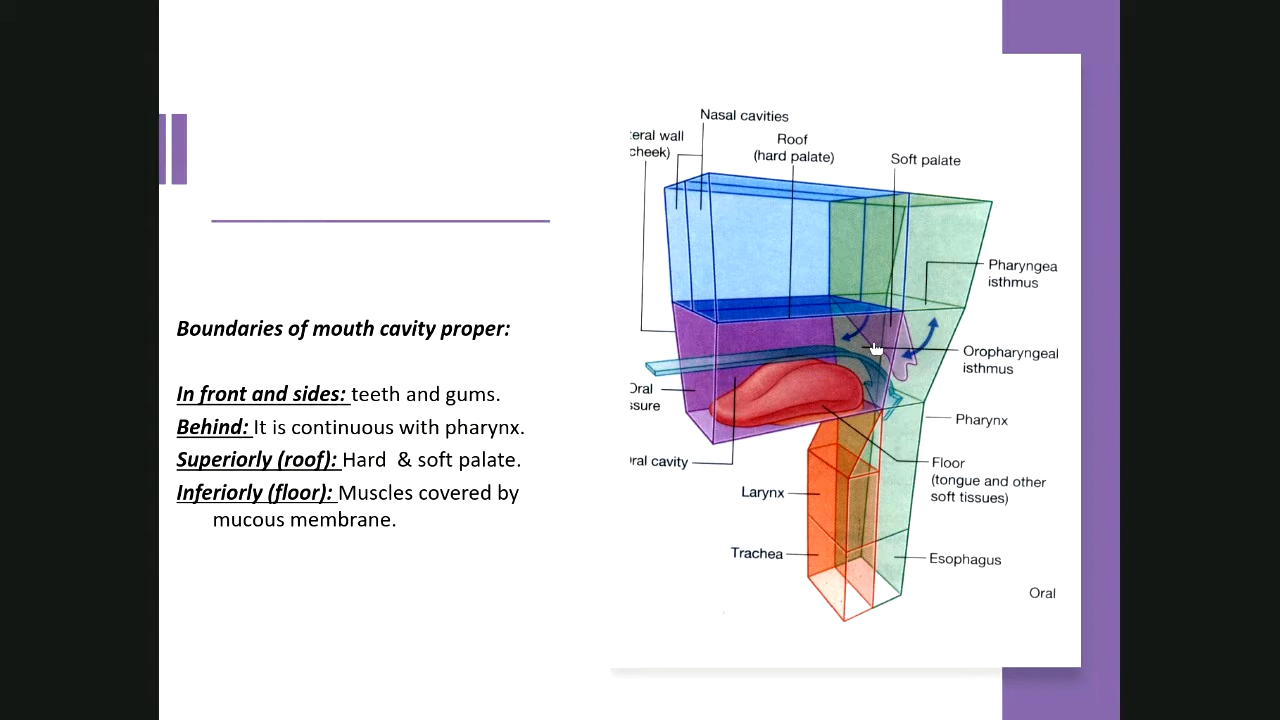 Boundaries of mouth cavity proper:
In front and sides: teeth and gums.
Behind: It is continuous with pharynx.
Superiorly (roof): Hard & soft palate.
Inferiorly (floor): Muscles covered by
mucous membrane.
Nasal cavities
teral wall
cheek)
Roof
(hard palate)
Soft palate
Pharyngea
isthmus
Oropharyngeal
isthmus
Oral
ssure
Pharynx
ral cavity
Floor
(tongue and other
soft tissues)
Larynx
Trachea
Esophagus
Oral